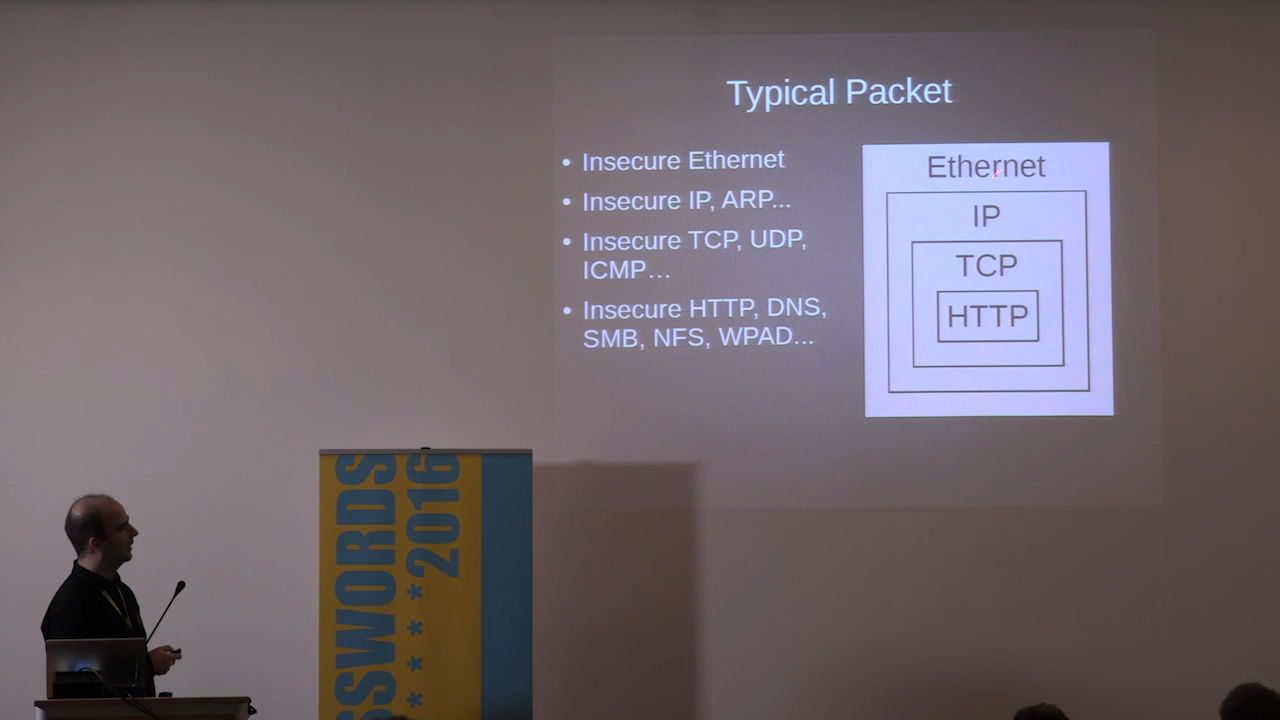 Typical Packet
• Insecure Ethernet
• Insecure IP, ARP...
• Insecure TCP, UDP,
ICMP…
• Insecure HTTP, DNS,
SMB, NFS, WPAD...
Ethernet
IP
TCP
HTTP
SSWORDS
****2016